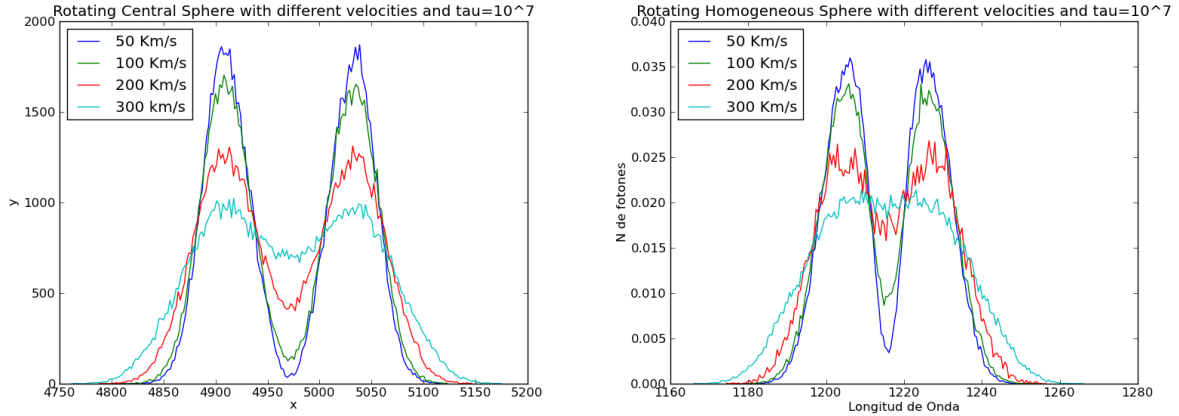 Rotating Central Sphere with different velocities and tau=10^7
2000
1500
1000
500
0
y
50 Km/s
100 Km/s
200 Km/s
300 km/s
4750 4800 4850 4900 4950 5000 5050 5100 5150 5200
x
Rotating Homogeneous Sphere with different velocities and tau=10^7
0.040
0.035
0.030
0.025
0.020
0.015
0.010
0.005
0.000
N de fotones
50 Km/s
100 Km/s
200 Km/s
300 Km/s
1160 1180 1200 1220 1240 1260 1280
Longitud de Onda